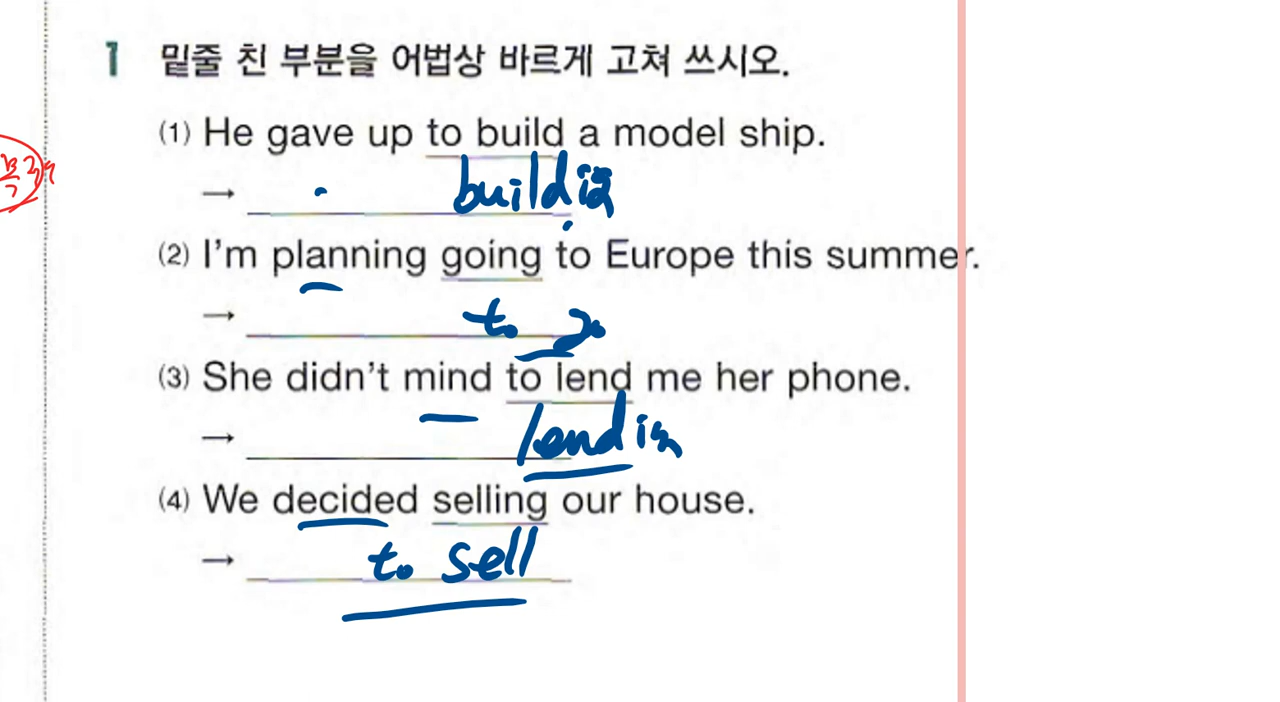 1 밑줄 친 부분을 어법상 바르게 고쳐 쓰시오.
(1) He gave up to build a model ship.
→ building
(2) I'm planning going to Europe this summer.
→ to go
(3) She didn't mind to lend me her phone.
→ lending
(4) We decided selling our house.
→ to sell